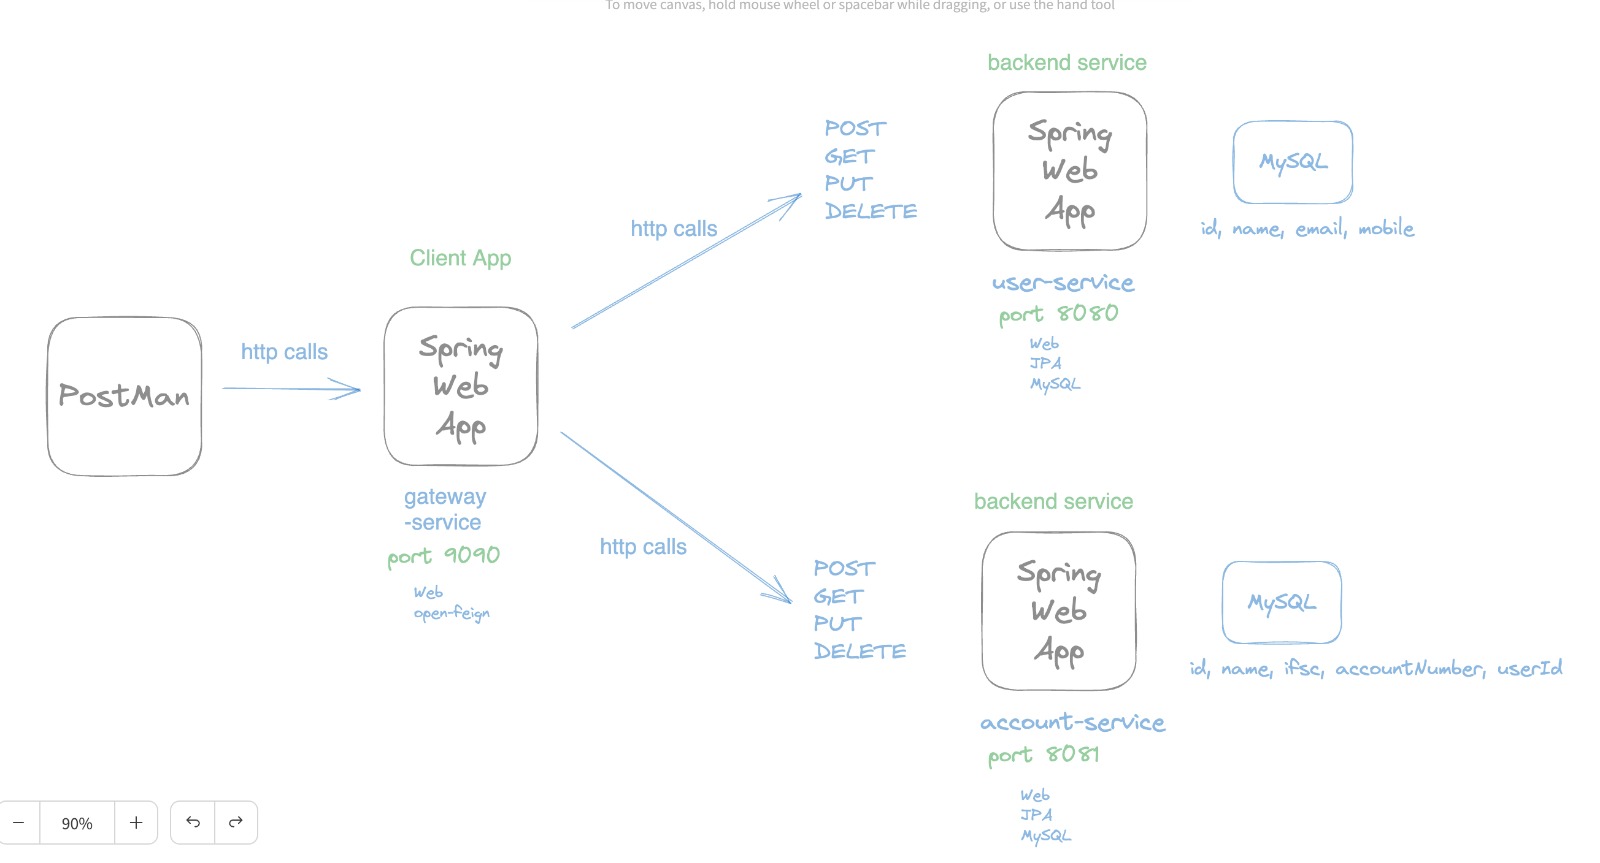 To move canvas, hold mouse wheel or spacebar while dragging, or use the hand tool
PostMan
http calls
Client App
Spring
Web
App
gateway
-service
port 9090
Web
open-feign
http calls
POST
GET
PUT
DELETE
backend service
Spring
Web
App
user-service
port 8080
Web
JPA
MySQL
MySQL
id, name, email, mobile
http calls
POST
GET
PUT
DELETE
backend service
Spring
Web
App
account-service
port 8081
Web
JPA
MySQL
MySQL
id, name, ifsc, accountNumber, userId
90%